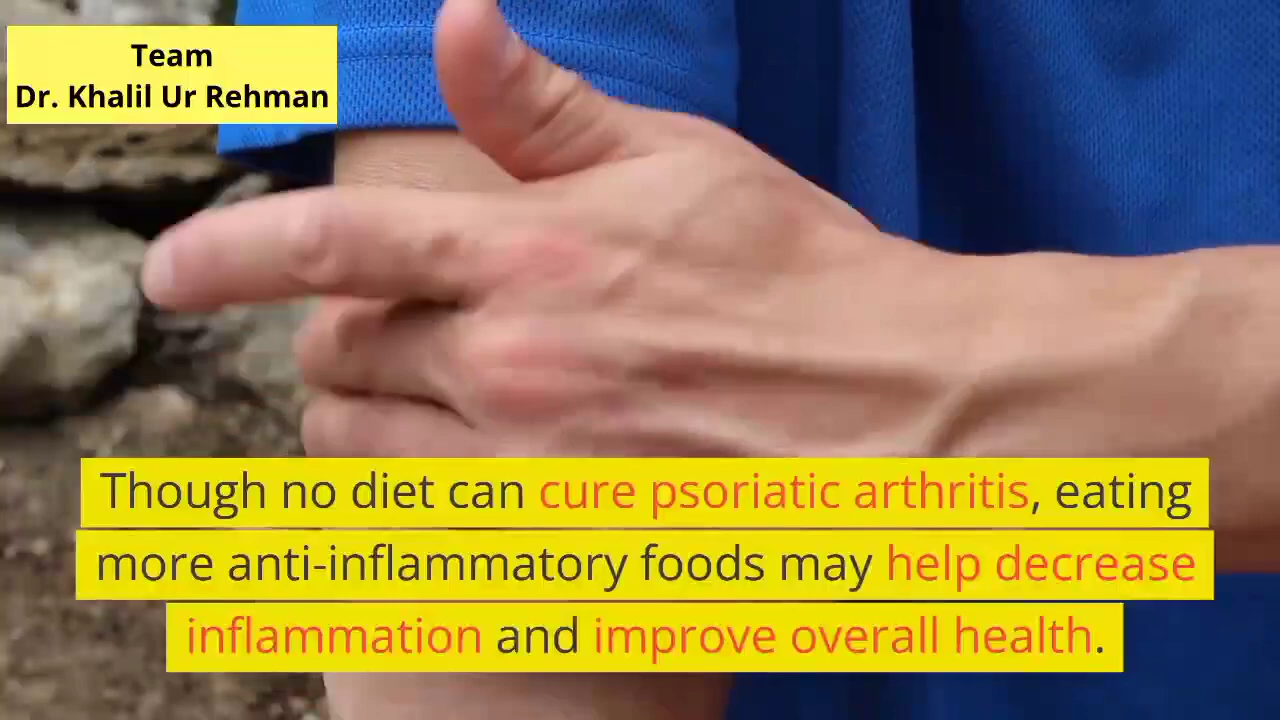 Team
Dr. Khalil Ur Rehman
Though no diet can cure psoriatic arthritis, eating
more anti-inflammatory foods may help decrease
inflammation and improve overall health.